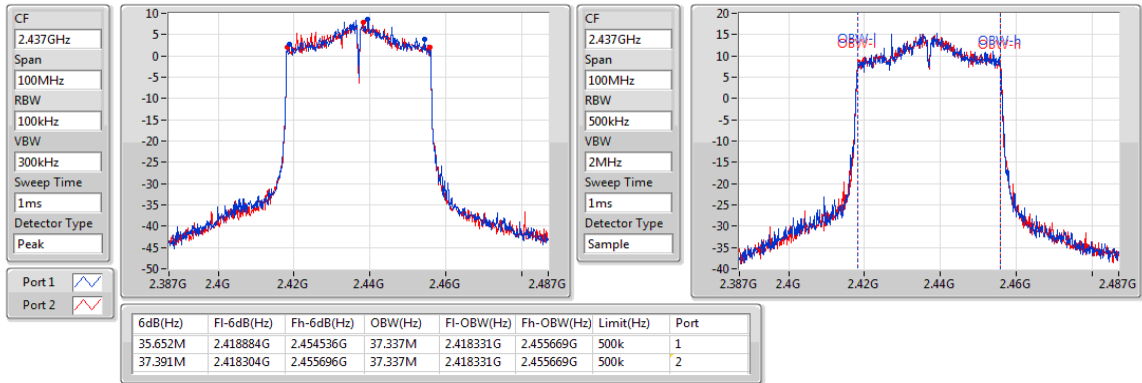 CF
2.437GHz
Span
100MHz
RBW
100kHz
VBW
300kHz
Sweep Time
1ms
Detector Type
Peak
Port 1
Port 2
10
5
0
-5
-10
-15
-20
-25
-30
-35
-40
-45
-50
2.387G 2.4G 2.42G 2.44G 2.46G 2.487G
CF
2.437GHz
Span
100MHz
RBW
500kHz
VBW
2MHz
Sweep Time
1ms
Detector Type
Sample
20
15
10
5
0
-5
-10
-15
-20
-25
-30
-35
-40
OBW-l OBW-h
OBW-l OBW-h
2.387G 2.4G 2.42G 2.44G 2.46G 2.487G
6dB(Hz) Fl-6dB(Hz) Fh-6dB(Hz) OBW(Hz) Fl-OBW(Hz) Fh-OBW(Hz) Limit(Hz) Port
35.652M 2.418884G 2.454536G 37.337M 2.418331G 2.455669G 500k 1
37.391M 2.418304G 2.455696G 37.337M 2.418331G 2.455669G 500k 2